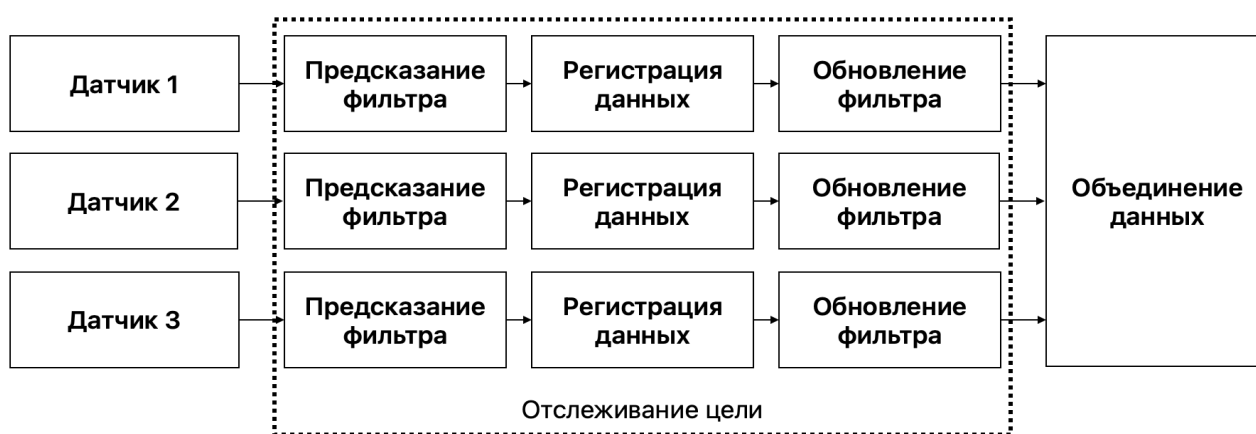 Датчик 1
Предсказание
фильтра
Регистрация
данных
Обновление
фильтра
Датчик 2
Предсказание
фильтра
Регистрация
данных
Обновление
фильтра
Объединение
данных
Датчик 3
Предсказание
фильтра
Регистрация
данных
Обновление
фильтра
Отслеживание цели